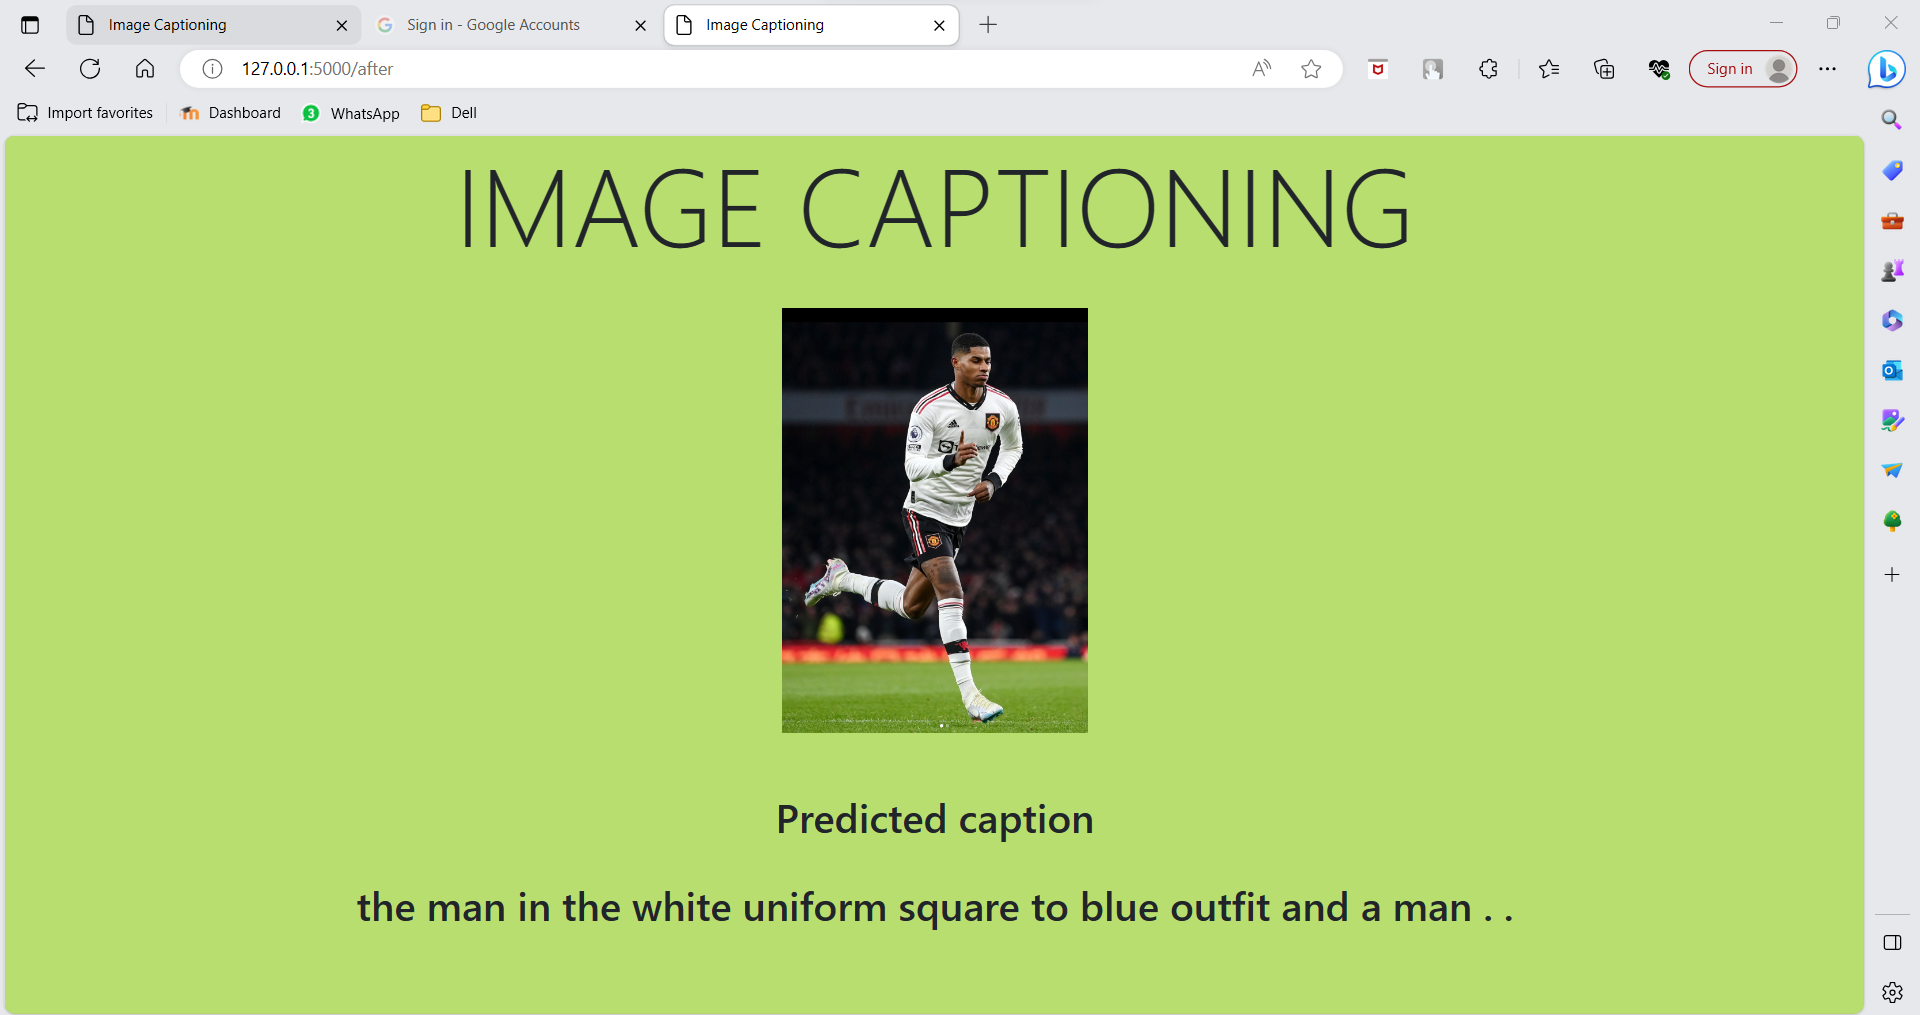 Image Captioning
Sign in - Google Accounts
Image Captioning
127.0.0.1:5000/after
Sign in
Import favorites
Dashboard
3
WhatsApp
Dell
IMAGE CAPTIONING
Predicted caption
the man in the white uniform square to blue outfit and a man . .